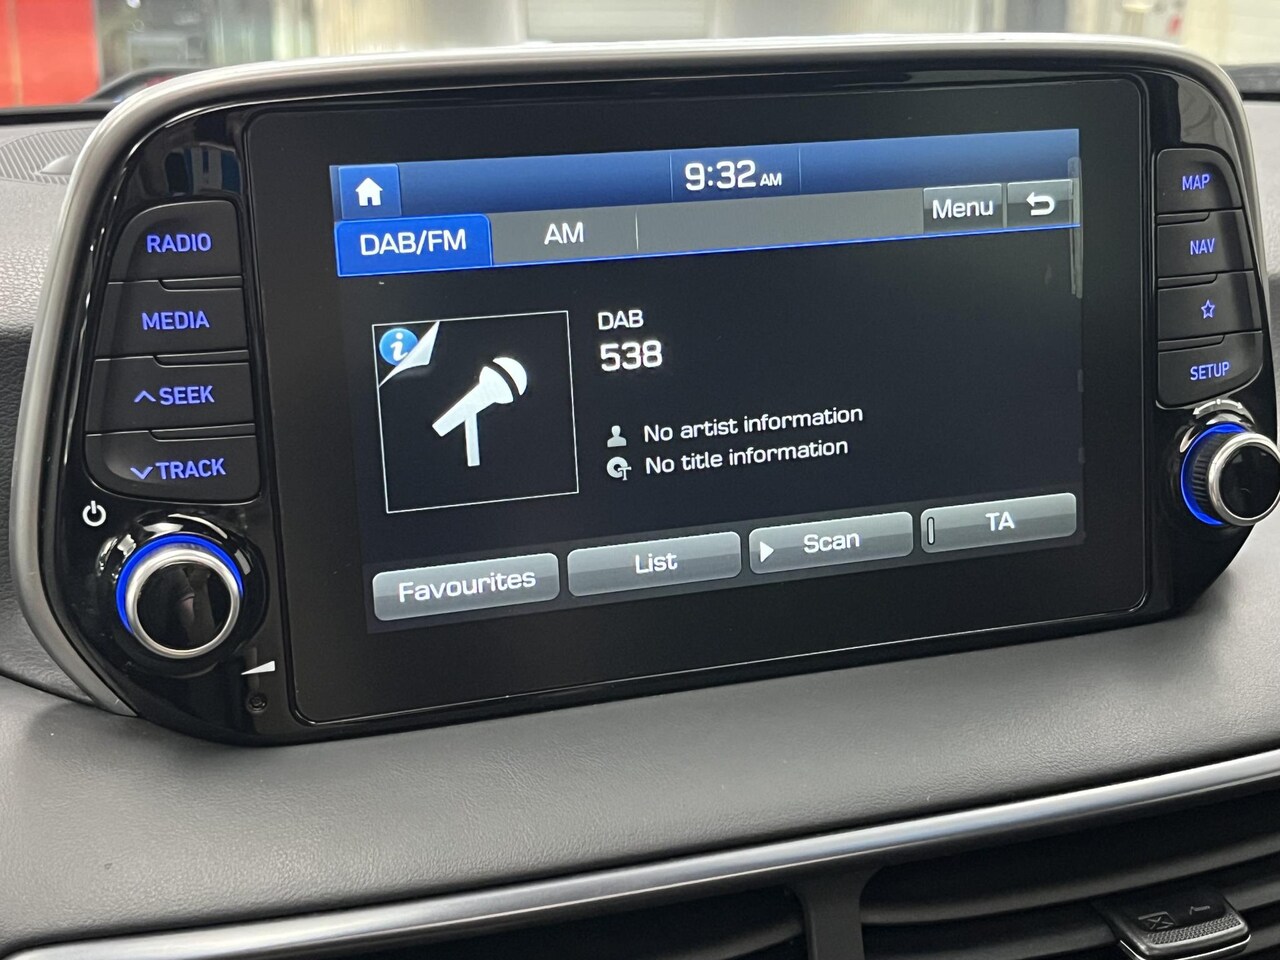 9:32 AM
DAB/FM
AM
Menu
RADIO
MEDIA
SEEK
TRACK
DAB
538
No artist information
No title information
Favourites
List
Scan
TA
MAP
NAV
SETUP